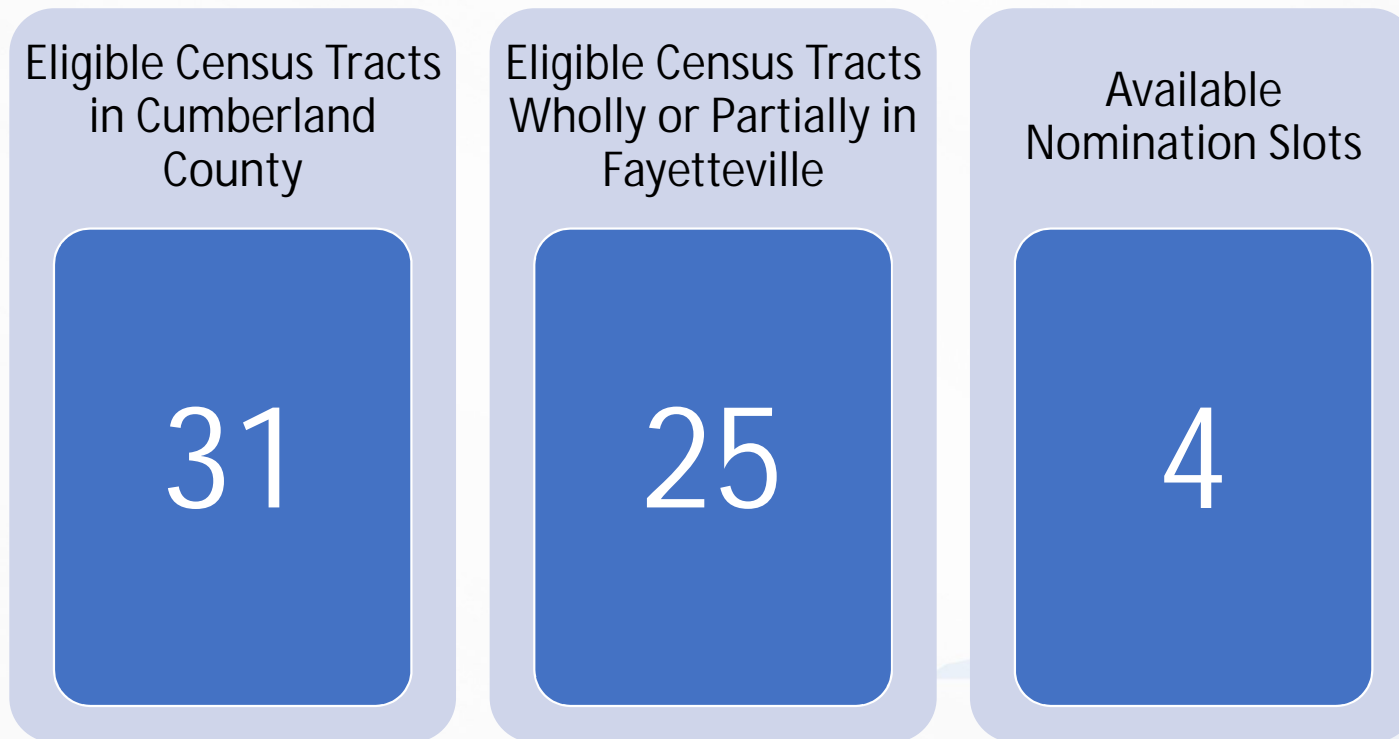 Eligible Census Tracts
in Cumberland
County
31
Eligible Census Tracts
Wholly or Partially in
Fayetteville
25
Available
Nomination Slots
4